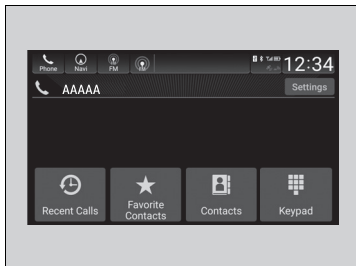 Phone Navi FM
12:34
AAAAA
Settings
Recent Calls
Favorite
Contacts
Contacts
Keypad